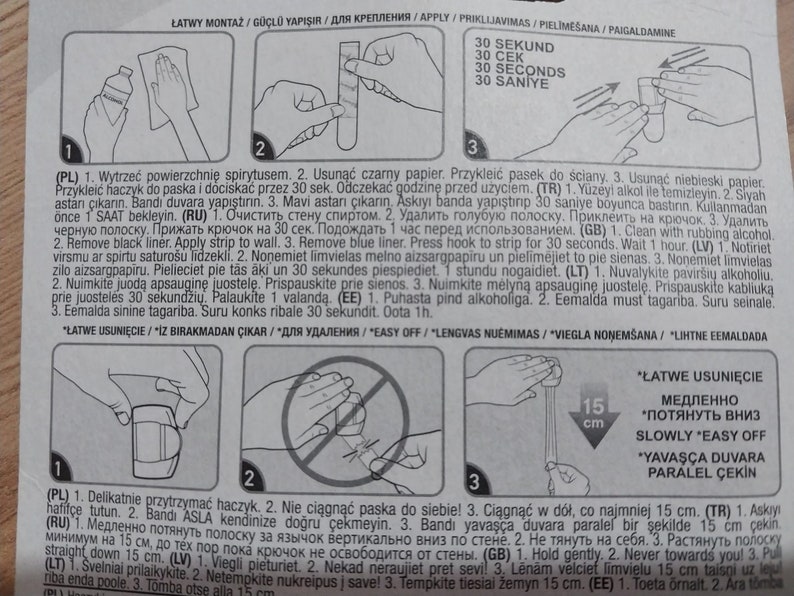 ŁATWY MONTAŻ / GÜÇLÜ YAPIŞIR / ДЛЯ КРЕПЛЕНИЯ / APPLY / PRIKLIJAVIMAS / PIELĪMĒŠANA / PAIGALDAMINE
ALCOHOL
1
2
30 SEKUND
30 СЕК
30 SECONDS
30 SANİYE
3
(PL) 1. Wytrzeć powierzchnię spirytusem. 2. Usunąć czarny papier. Przykleić pasek do ściany. 3. Usunąć niebieski papier.
Przykleić haczyk do paska i dociskać przez 30 sek. Odczekać godzinę przed użyciem. (TR) 1. Yüzeyi alkol ile temizleyin. 2. Siyah
astarı çıkarın. Bandı duvara yapıştırın. 3. Mavi astarı çıkarın. Askıyı banda yapıştırıp 30 saniye boyunca bastırın. Kullanmadan
önce 1 SAAT bekleyin. (RU) 1. Очистить стену спиртом. 2. Удалить голубую полоску. Приклеить на крючок. 3. Удалить
черную полоску. Прижать крючок на 30 сек. Подождать 1 час перед использованием. (GB) 1. Clean with rubbing alcohol.
2. Remove black liner. Apply strip to wall. 3. Remove blue liner. Press hook to strip for 30 seconds. Wait 1 hour. (LV) 1. Notīriet
virsmu ar spirtu saturošu līdzekli. 2. Noņemiet līmvielas melno aizsargpapīru un pielīmējiet to pie sienas. 3. Noņemiet līmvielas
zilo aizsargpapīru. Pielieciet pie tās āķi un 30 sekundes piespiediet. 1 stundu nogaidiet. (LT) 1. Nuvalykite paviršių alkoholiu.
2. Nuimkite juodą apsauginę juostelę. Prispauskite prie sienos. 3. Nuimkite mėlyną apsauginę juostelę. Prispauskite kabliuką
prie juostelės 30 sekundžių. Palaukite 1 valandą. (EE) 1. Puhasta pind alkoholiga. 2. Eemalda must tagariba. Suru seinale.
3. Eemalda sinine tagariba. Suru konks ribale 30 sekundit. Oota 1h.
*ŁATWE USUNIĘCIE / *İZ BIRAKMADAN ÇIKAR / *ДЛЯ УДАЛЕНИЯ / *EASY OFF / *LENGVAS NUĖMIMAS / *VIEGLA NOŅEMŠANA / *LIHTNE EEMALDADA
1
2
15
cm
3
*ŁATWE USUNIĘCIE
МЕДЛЕННО
*ПОТЯНУТЬ ВНИЗ
SLOWLY *EASY OFF
*YAVAŞÇA DUVARA
PARALEL ÇEKİN
(PL) 1. Delikatnie przytrzymać haczyk. 2. Nie ciągnąć paska do siebie! 3. Ciągnąć w dół, co najmniej 15 cm. (TR) 1. Askıyı
hafifçe tutun. 2. Bandı ASLA kendinize doğru çekmeyin. 3. Bandı yavaşça duvara paralel bir şekilde 15 cm çekin.
(RU) 1. Медленно потянуть полоску за язычок вертикально вниз по стене. 2. Не тянуть на себя. 3. Растянуть полоску
минимум на 15 см, до тех пор пока крючок не освободится от стены. (GB) 1. Hold gently. 2. Never towards you! 3. Pull
straight down 15 cm. (LV) 1. Viegli pieturiet. 2. Nekad neraujiet pret sevi! 3. Lēnām velciet līmvielu 15 cm taisni uz leju!
(LT) 1. Švelniai prilaikykite. 2. Netempkite nukreipus į save! 3. Tempkite tiesiai žemyn 15 cm. (EE) 1. Toeta õrnalt. 2. Ära tõmba
riba enda poole. 3. Tõmba otse alla 15 cm.
(PL)